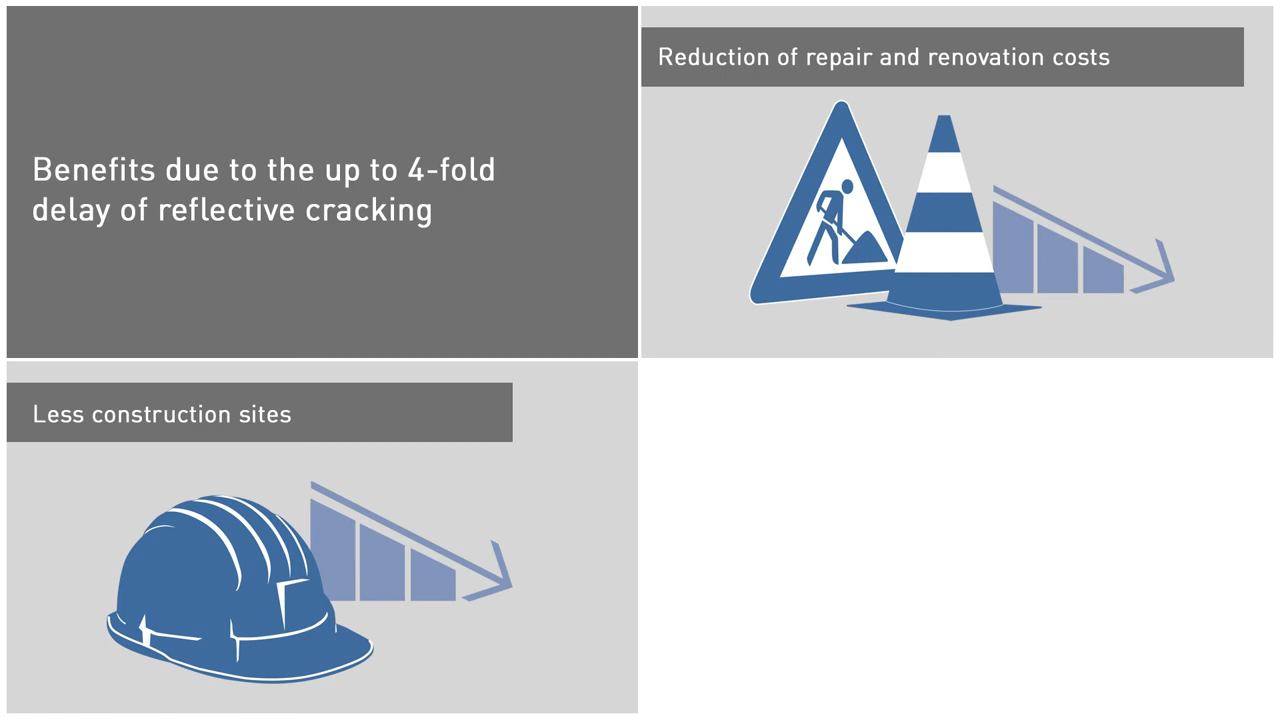 Benefits due to the up to 4-fold
delay of reflective cracking
Reduction of repair and renovation costs
Less construction sites